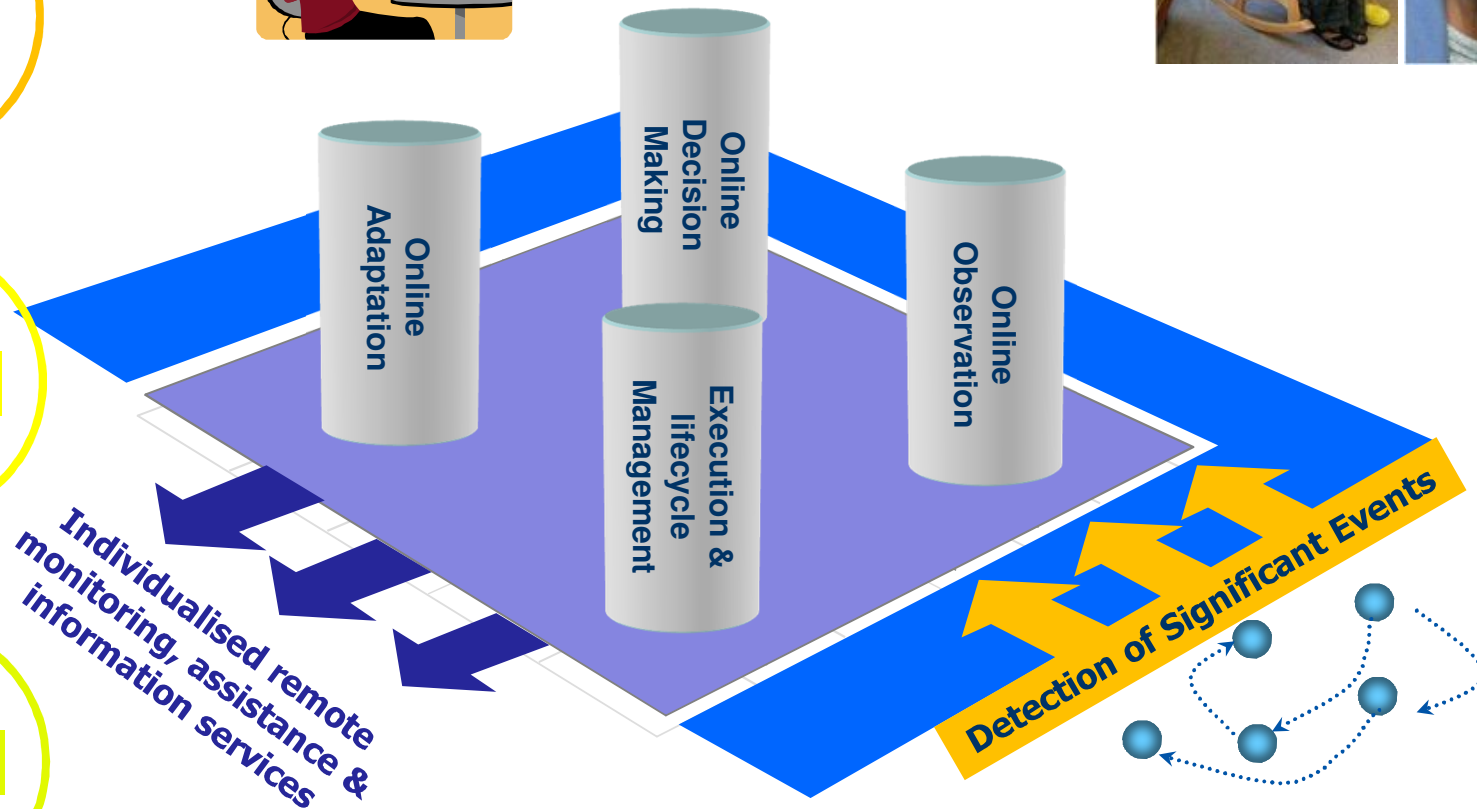 Online
Decision
Making
Online
Adaptation
Online
Observation
Execution &
lifecycle
Management
Individualised remote
monitoring, assistance &
information services
Detection of Significant Events